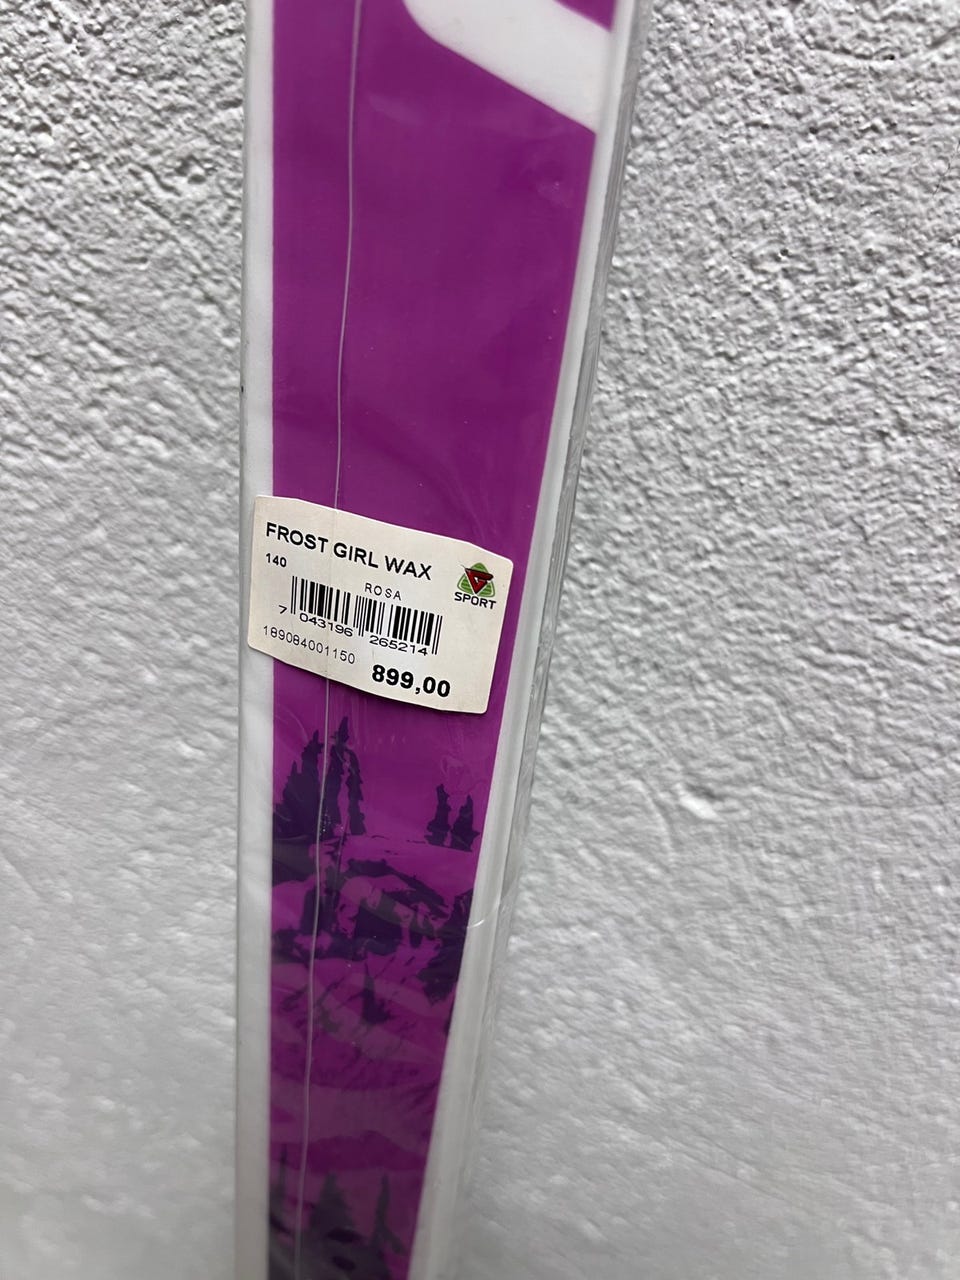 FROST GIRL WAX
140
ROSA
G
SPORT
7 043196 265214
189084001150
899,00